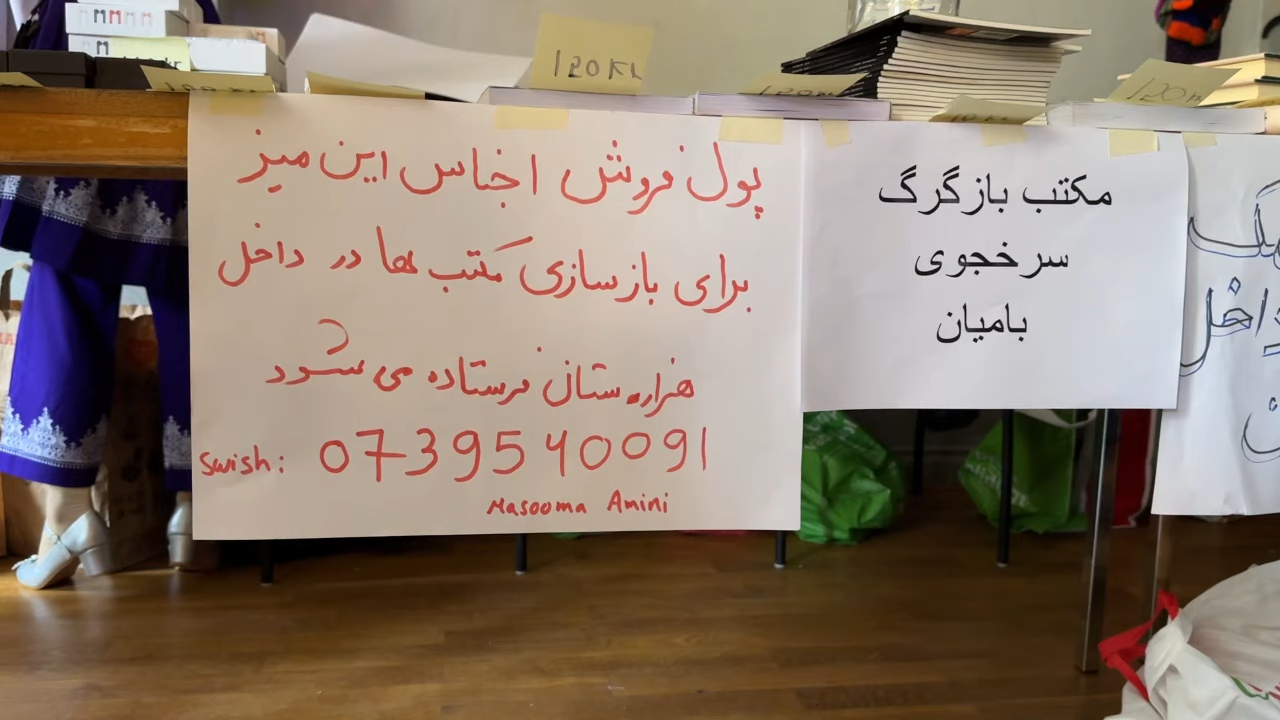 120 Kr
پول فروش اجناس این میز
برای بازسازی مکتب ها در داخل
هزاره ستان فرستاده می شود
Swish: 0739540091
Masooma Amini
مکتب بازگرگ
سرخجوی
بامیان
120 kr
داخل